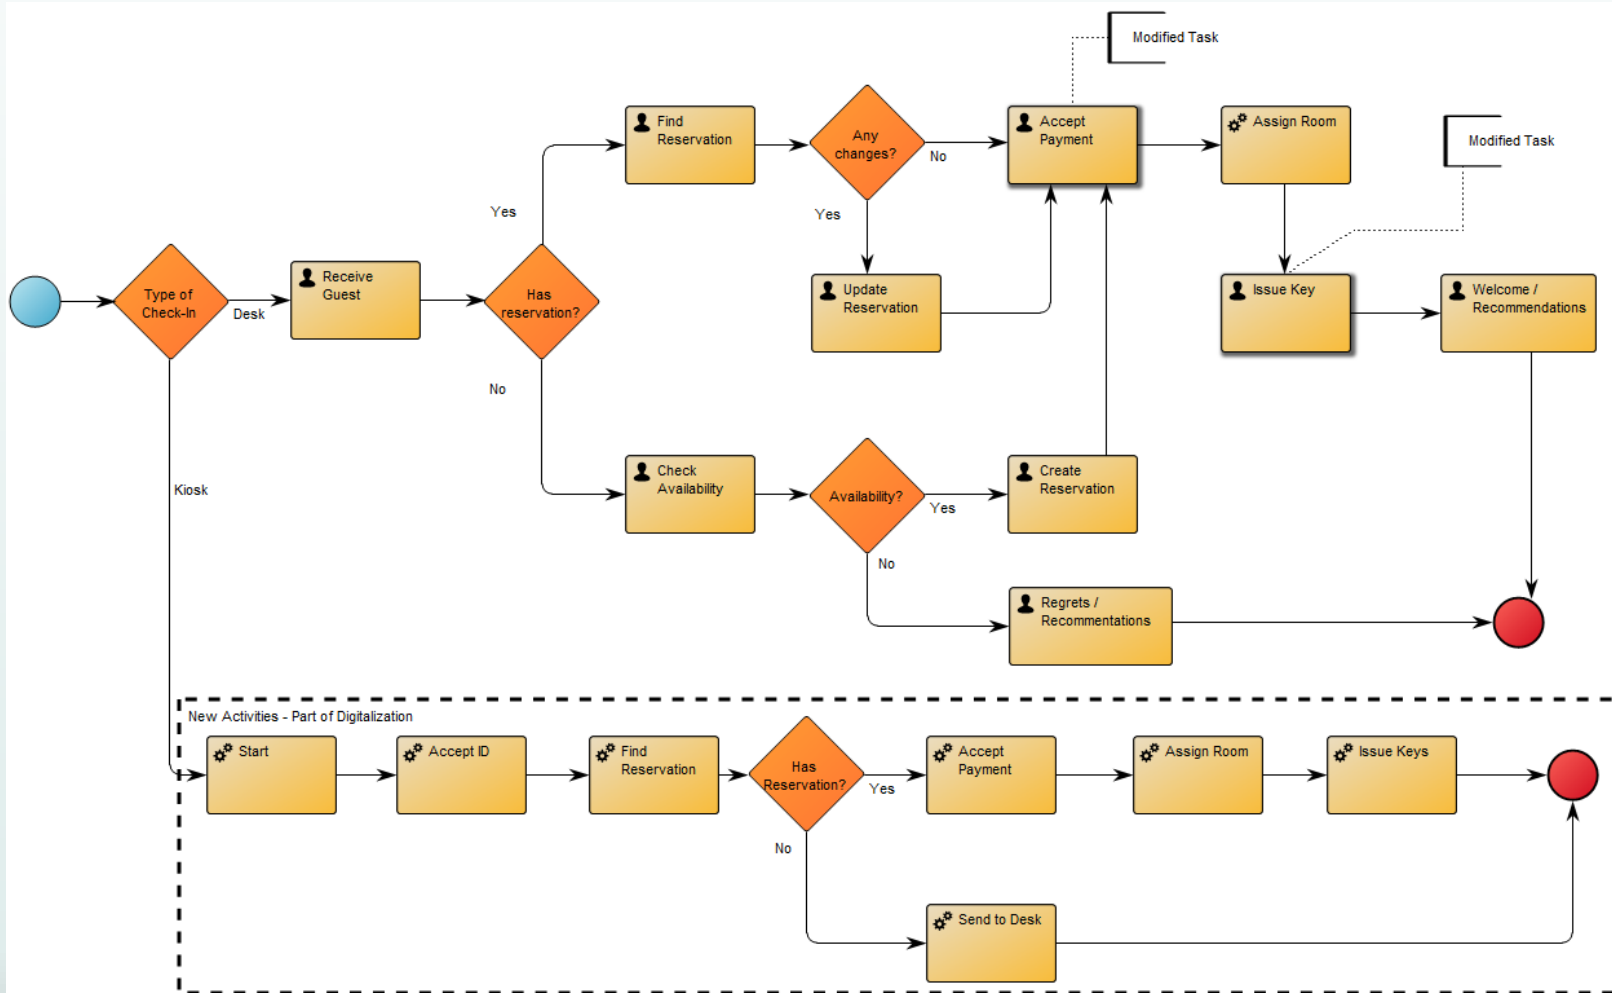 Modified Task
Find
Reservation
Any
changes?
No
Accept
Payment
Assign Room
Modified Task
Yes
Yes
Type of
Check-In
Desk
Receive
Guest
Has
reservation?
Update
Reservation
Issue Key
Welcome /
Recommendations
No
Kiosk
Check
Availability
Availability?
Yes
Create
Reservation
No
Regrets /
Recommentations
New Activities - Part of Digitalization
Start
Accept ID
Find
Reservation
Has
Reservation?
Yes
Accept
Payment
Assign Room
Issue Keys
No
Send to Desk